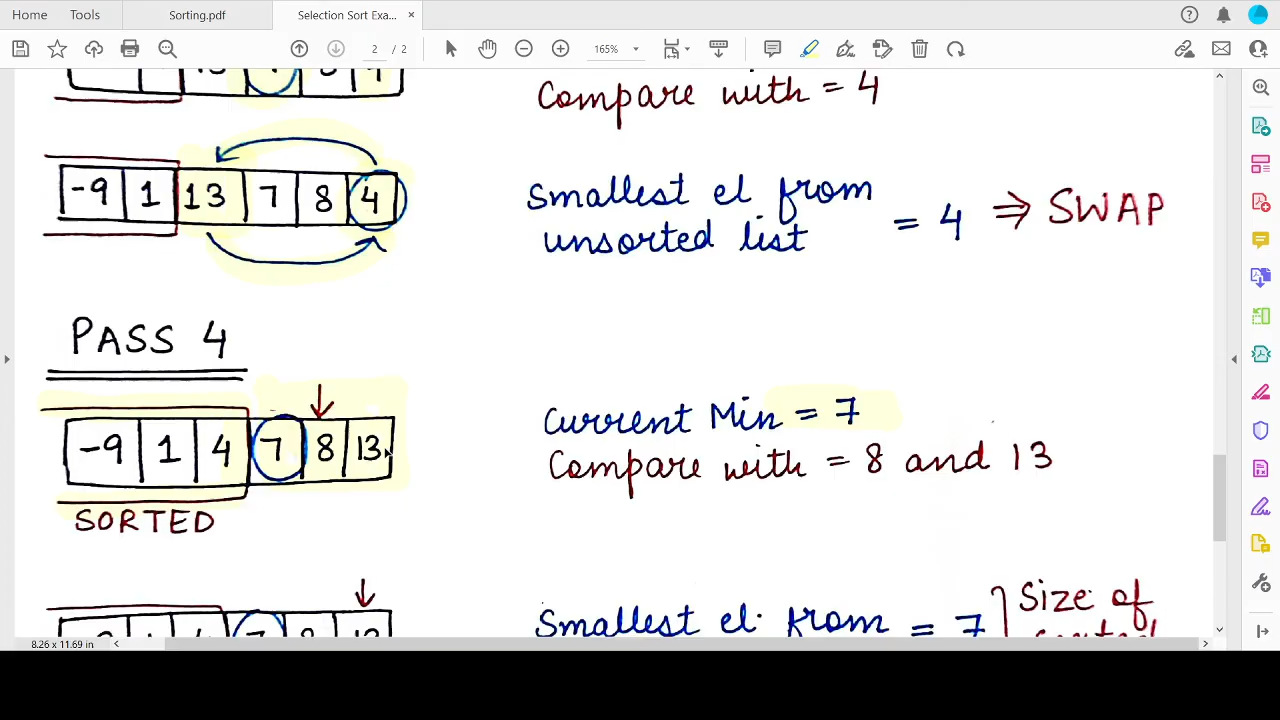 Home Tools Sorting.pdf Selection Sort Exa... ×
2 / 2 165%
Compare with = 4
-9 1 13 7 8 4
Smallest el from
unsorted list = 4 ⇒ SWAP
PASS 4
-9 1 4 7 8 13
Current Min = 7
Compare with = 8 and 13
SORTED
Smallest el. from = 7
Size of
8.26 x 11.69 in